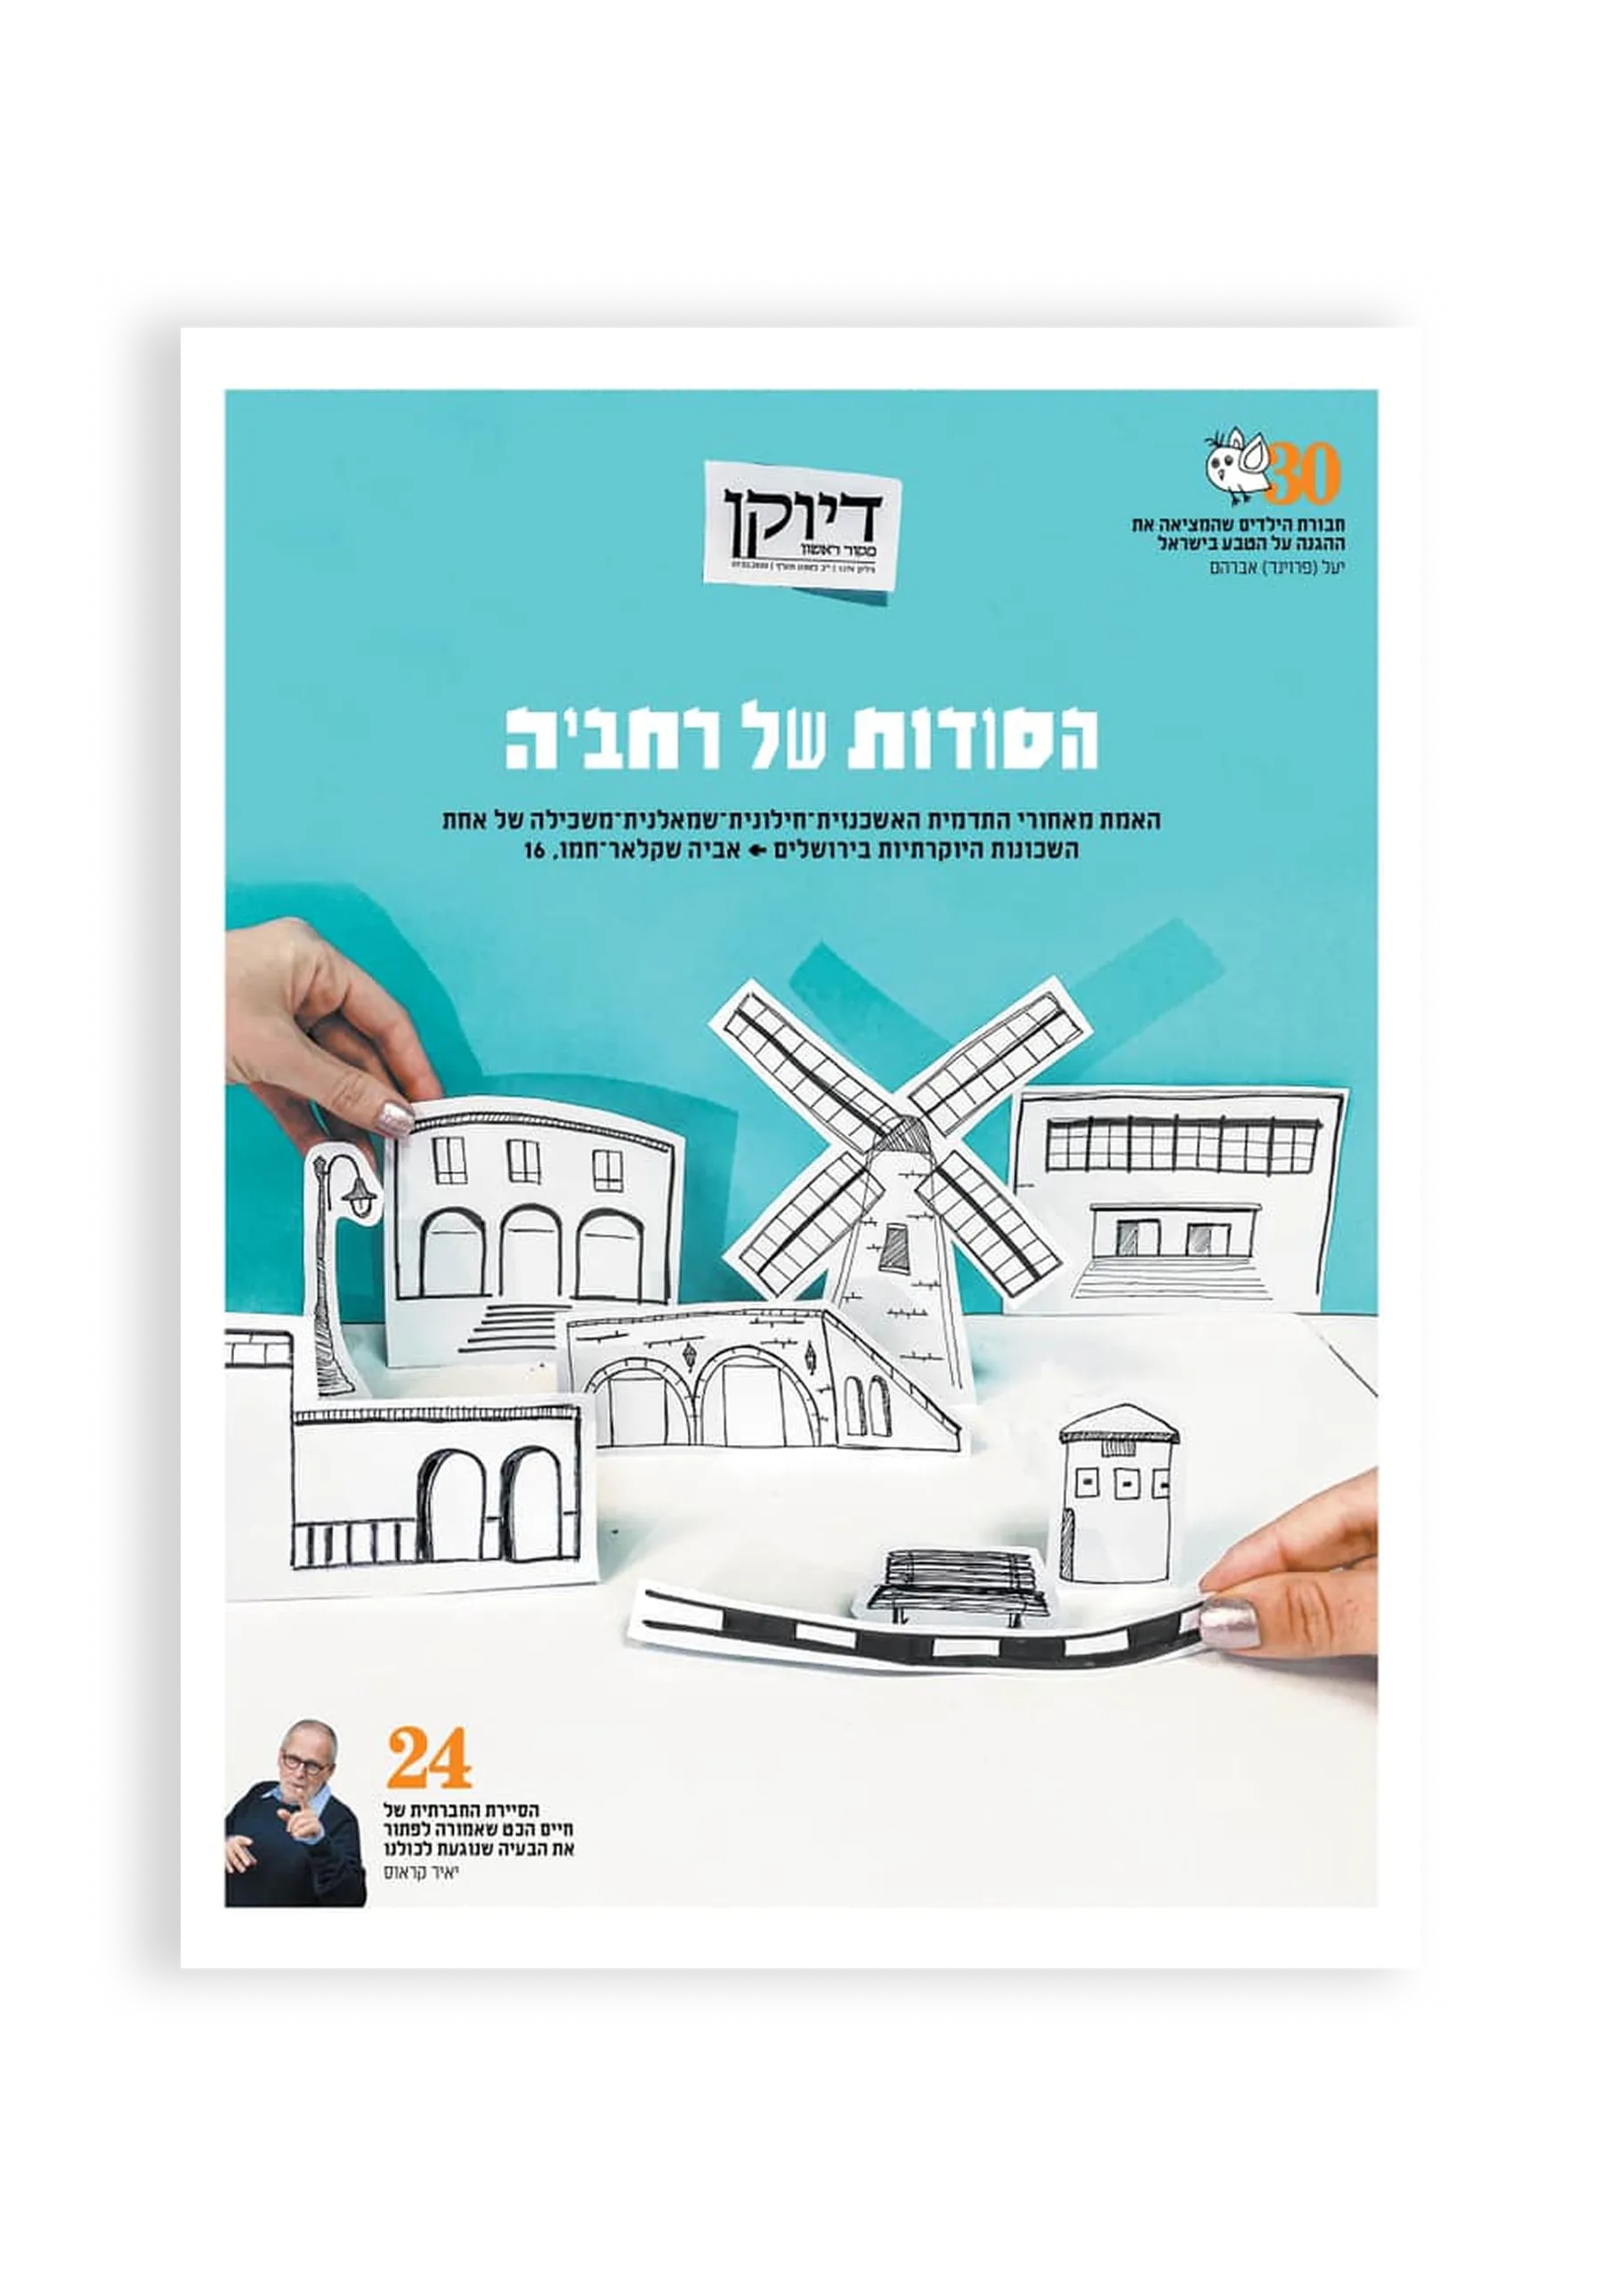 30
חבורת הילדים שהמציאה את
ההגנה על הטבע בישראל
יעל (פרוינד) אברהם
דיוקן
מקור ראשון
הסודות של רחביה
האמת מאחורי התדמית האשכנזית־חילונית־שמאלנית־משכילה של אחת
השכונות היוקרתיות בירושלים ← אביה שקלאר־חמו, 16
24
הסיירת החברתית של
חיים הכט שאמורה לפתור
את הבעיה שנוגעת לכולנו
יאיר קראוס